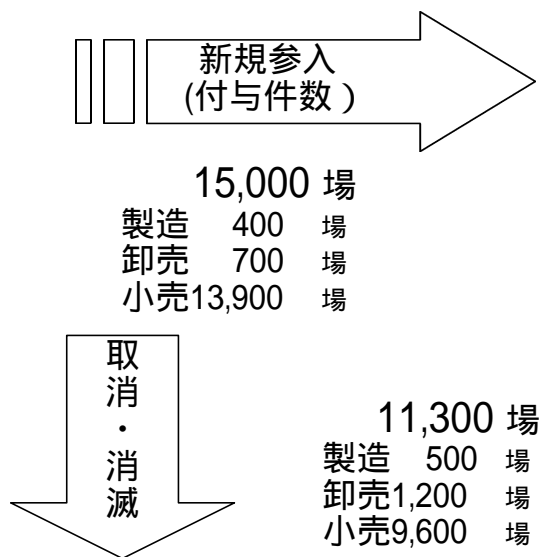 新規参入
(付与件数）
15,000 場
製造 400 場
卸売 700 場
小売13,900 場
取消・消滅
11,300 場
製造 500 場
卸売1,200 場
小売9,600 場